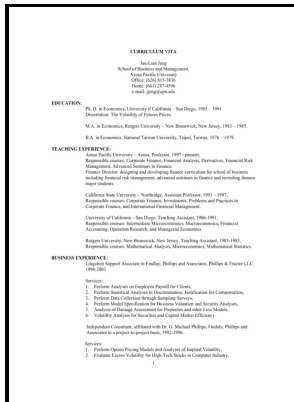 CURRICULUM VITA
Jau-Lian Jeng
School of Business and Management,
Azusa Pacific University
Office: (626) 815-3836
Home: (661) 287-4396
e-mail: jjeng@apu.edu
EDUCATION:
Ph. D. in Economics, University if California – San Diego, 1985 – 1991
Dissertation: The Volatility of Futures Prices.
M.A. in Economics, Rutgers University – New Brunswick, New Jersey, 1983 – 1985.
B.A. in Economics, National Taiwan University, Taipei, Taiwan, 1976 – 1979.
TEACHING EXPERIENCE:
Azusa Pacific University – Azusa, Professor, 1997 - present,
Responsible courses: Corporate Finance, Financial Analysis, Derivatives, Financial Risk
Management, Advanced Seminars in Finance.
Finance Director: designing and developing finance curriculum for school of business
including financial risk management, advanced seminars in finance and recruiting finance
major students.
California State University – Northridge, Assistant Professor, 1991 – 1997,
Responsible courses: Corporate Finance, Investments, Problems and Practices in
Corporate Finance, and International Financial Management.
University of California – San Diego, Teaching Assistant, 1986-1991,
Responsible courses: Intermediate Microeconomics, Macroeconomics, Financial
Accounting, Operation Research, and Managerial Economics.
Rutgers University, New Brunswick, New Jersey, Teaching Assistant, 1983-1985,
Responsible courses: Mathematical Analysis, Microeconomics, Mathematical Statistics.
BUSINESS EXPERIENCE:
Litigation Support Associate in Findlay, Phillips and Associates, Phillips & Fractor LLC.
1998-2003
Services:
1. Perform Analyses on Employee Payroll for Clients,
2. Perform Statistical Analyses in Discrimination, Justification for Compensation,
3. Perform Data Collection through Sampling Surveys,
4. Perform Model Specification for Business Valuation and Security Analyses,
5. Analysis of Damage Assessment for Properties and other Loss Models,
6. Volatility Analysis for Securities and Capital Market Efficiency.
Independent Consultant, affiliated with Dr. G. Michael Phillips, Findaly, Phillips and
Associates in a project-to-project basis, 1992-1996.
Services:
1. Perform Option Pricing Models and Analyses of Implied Volatility,
2. Evaluate Excess Volatility for High-Tech Stocks in Computer Industry,
1